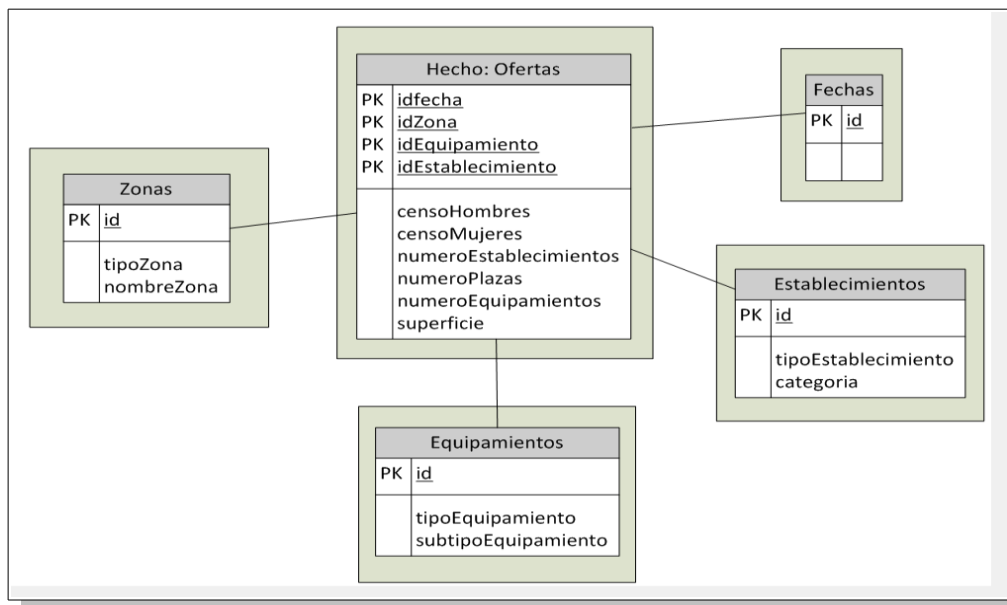 Hecho: Ofertas
PK idfecha
PK idZona
PK idEquipamiento
PK idEstablecimiento
censoHombres
censoMujeres
numeroEstablecimientos
numeroPlazas
numeroEquipamientos
superficie
Fechas
PK id
Zonas
PK id
tipoZona
nombreZona
Establecimientos
PK id
tipoEstablecimiento
categoria
Equipamientos
PK id
tipoEquipamiento
subtipoEquipamiento